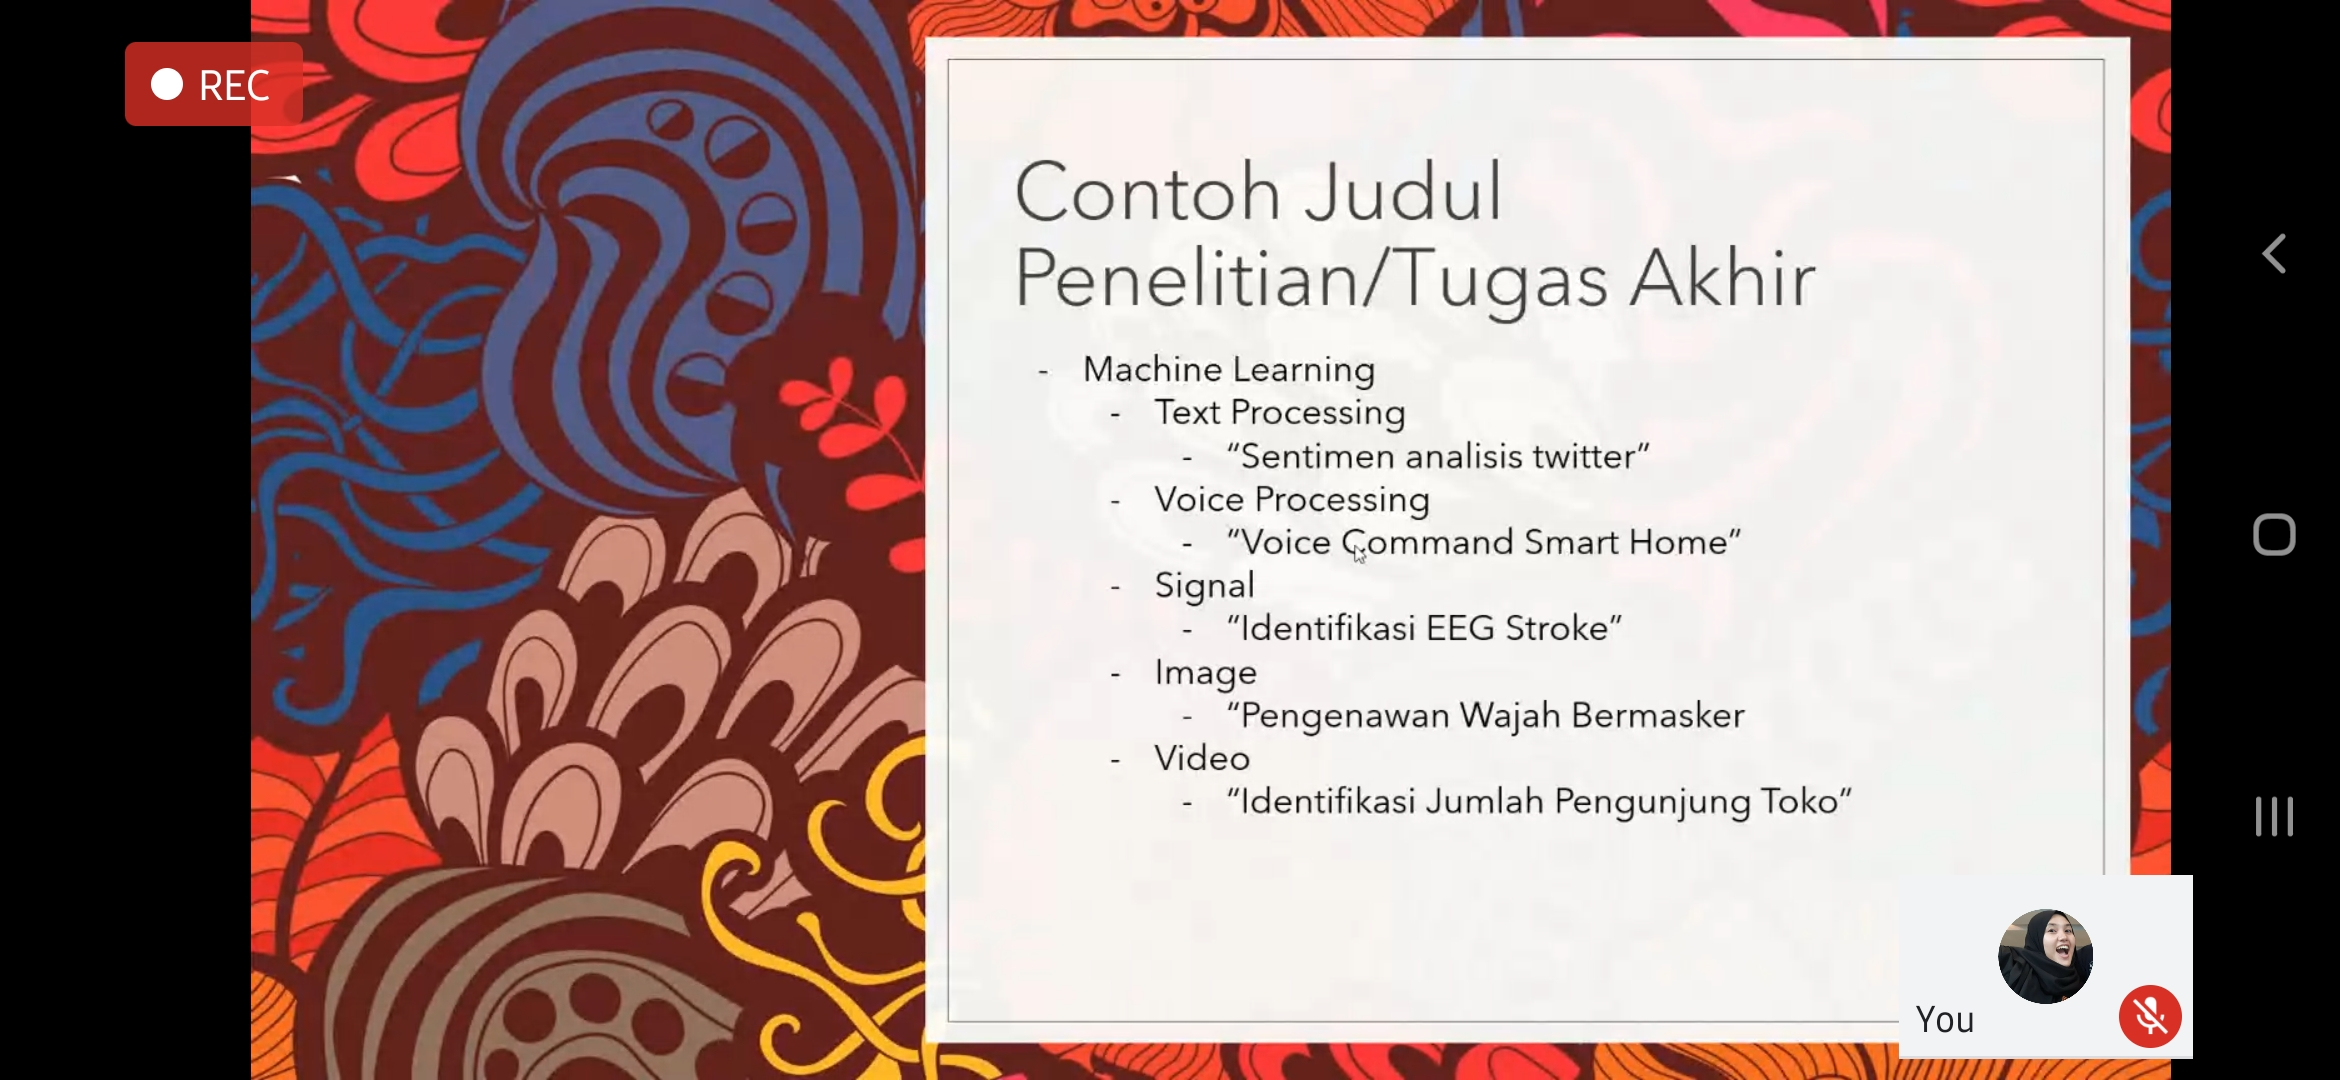 REC
Contoh Judul
Penelitian/Tugas Akhir
- Machine Learning
- Text Processing
- “Sentimen analisis twitter”
- Voice Processing
- “Voice Command Smart Home”
- Signal
- “Identifikasi EEG Stroke”
- Image
- “Pengenawan Wajah Bermasker
- Video
- “Identifikasi Jumlah Pengunjung Toko”
You